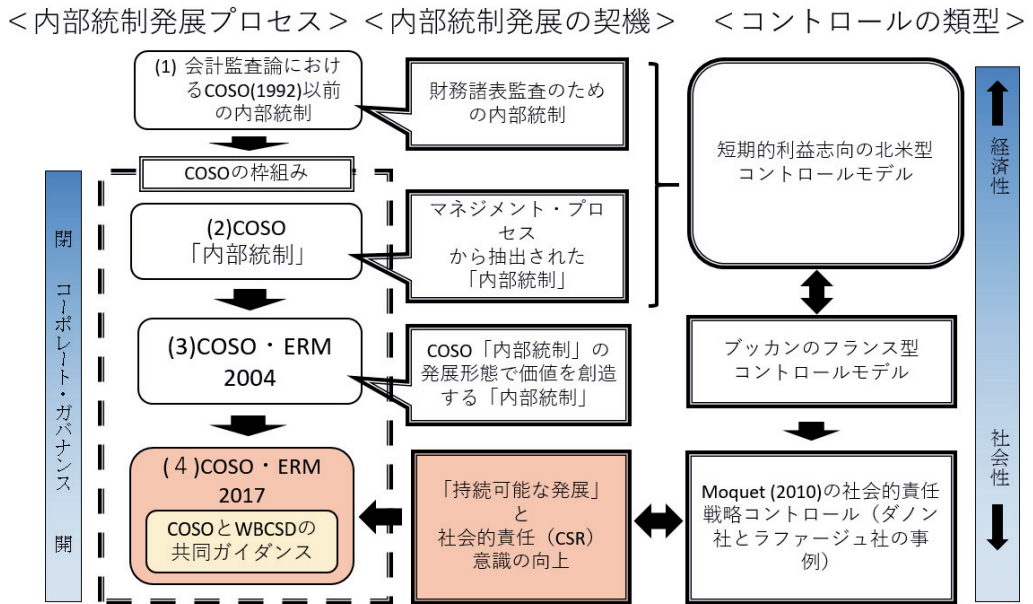 ＜内部統制発展プロセス＞
＜内部統制発展の契機＞
＜コントロールの類型＞
(1) 会計監査論におけ
るCOSO(1992)以前
の内部統制
財務諸表監査のため
の内部統制
短期的利益志向の北米型
コントロールモデル
経済性
COSOの枠組み
(2)COSO
「内部統制」
マネジメント・プロセス
から抽出された
「内部統制」
閉　コーポレート・ガバナンス　開
(3)COSO・ERM
2004
COSO「内部統制」の
発展形態で価値を創造
する「内部統制」
ブッカンのフランス型
コントロールモデル
社会性
(４)COSO・ERM
2017
COSOとWBCSDの
共同ガイダンス
「持続可能な発展」
と
社会的責任（CSR）
意識の向上
Moquet (2010)の社会的責任
戦略コントロール（ダノン
社とラファージュ社の事
例）